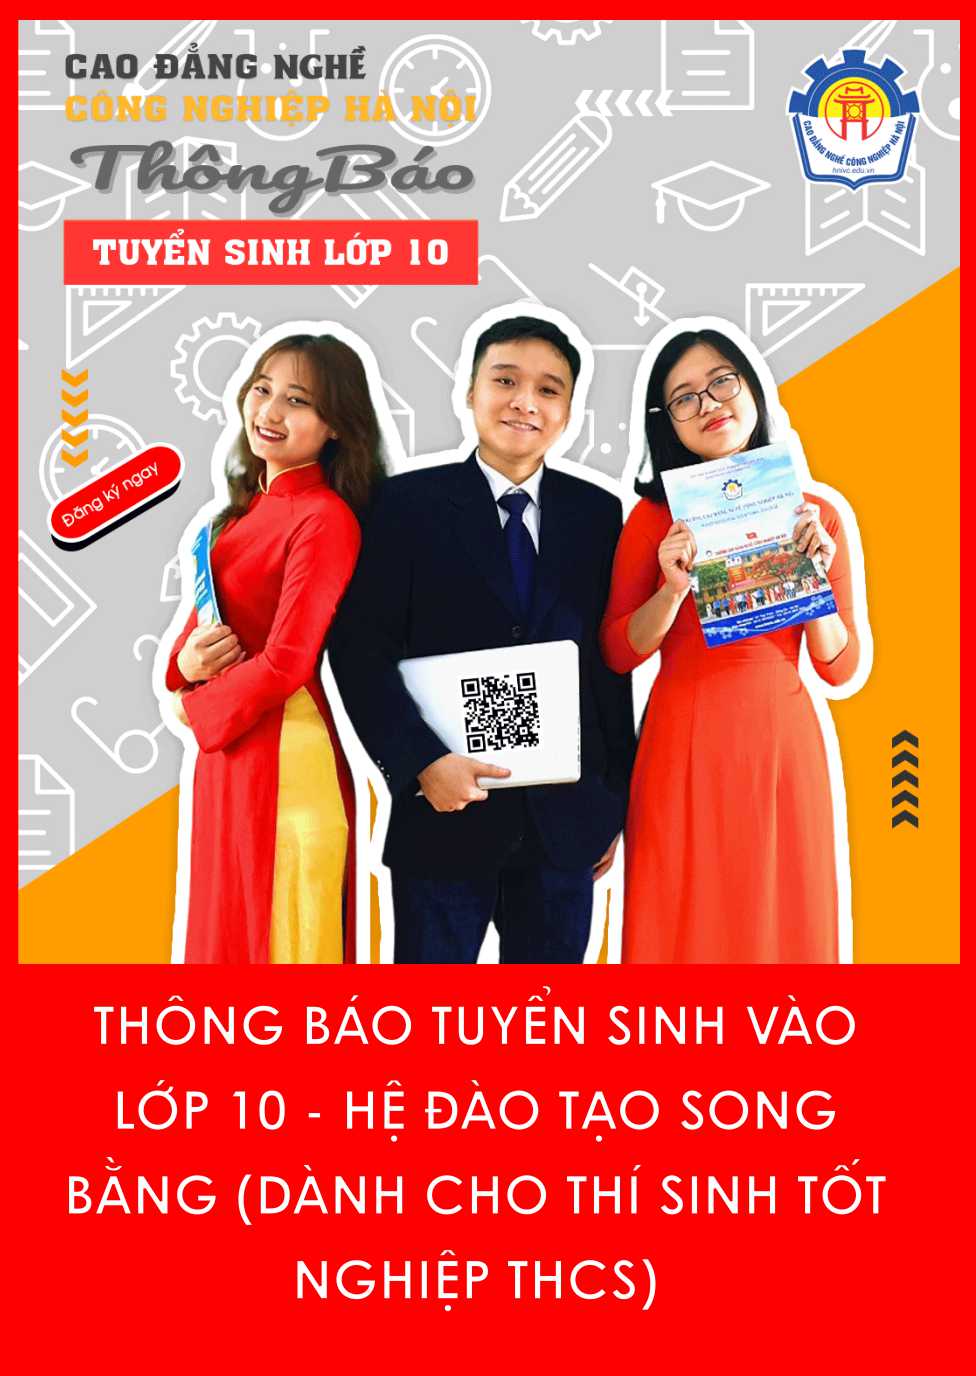 CAO ĐẲNG NGHỀ
CÔNG NGHIỆP HÀ NỘI
Thông Báo
TUYỂN SINH LỚP 10
CAO ĐẲNG NGHỀ CÔNG NGHIỆP HÀ NỘI
hnivc.edu.vn
Đăng ký ngay
THÔNG BÁO TUYỂN SINH VÀO
LỚP 10 - HỆ ĐÀO TẠO SONG
BẰNG (DÀNH CHO THÍ SINH TỐT
NGHIỆP THCS)